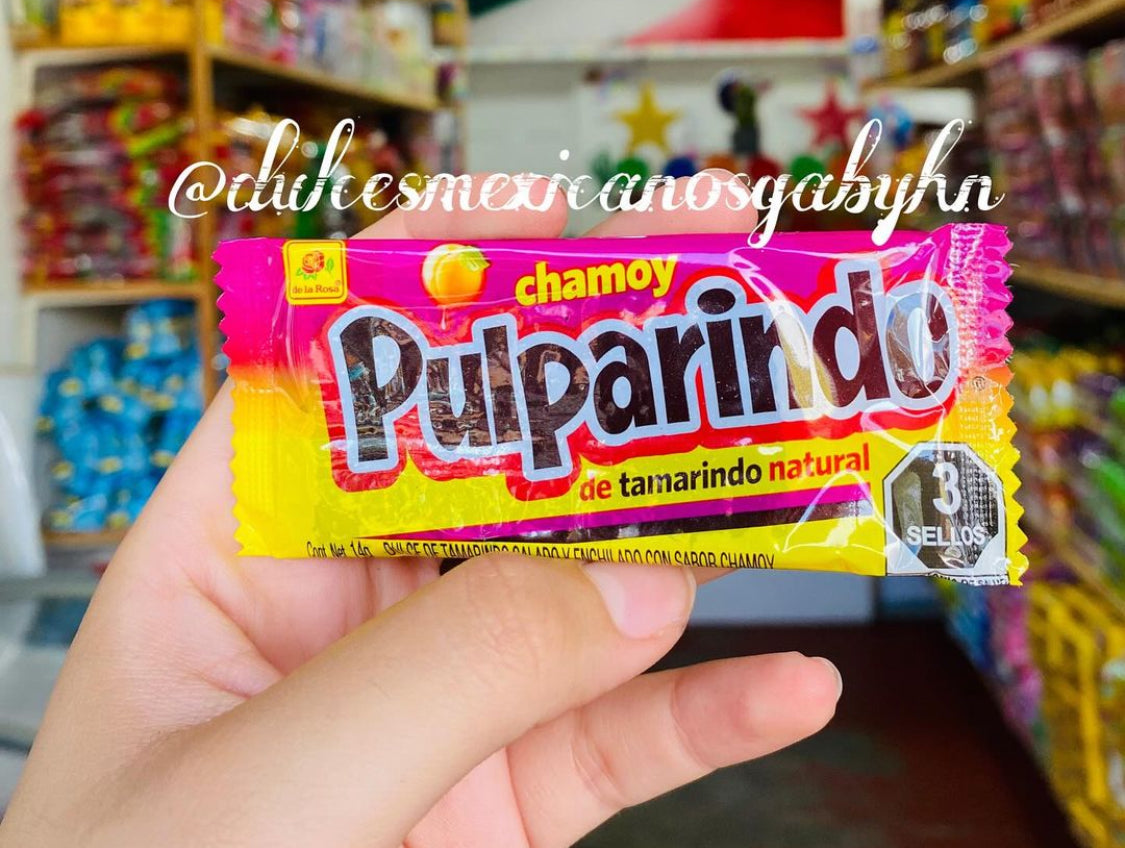 @dulcesmexicanosgabyhn
de la Rosa®
chamoy
Pulparindo
de tamarindo natural
3
SELLOS
Cont. Net. 14g DULCE DE TAMARINDO SALADO Y ENCHILADO CON SABOR CHAMOY